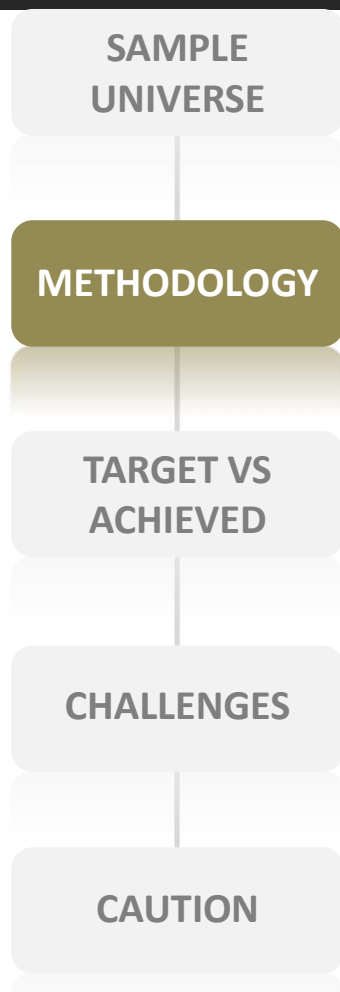 SAMPLE
UNIVERSE
METHODOLOGY
TARGET VS
ACHIEVED
CHALLENGES
CAUTION